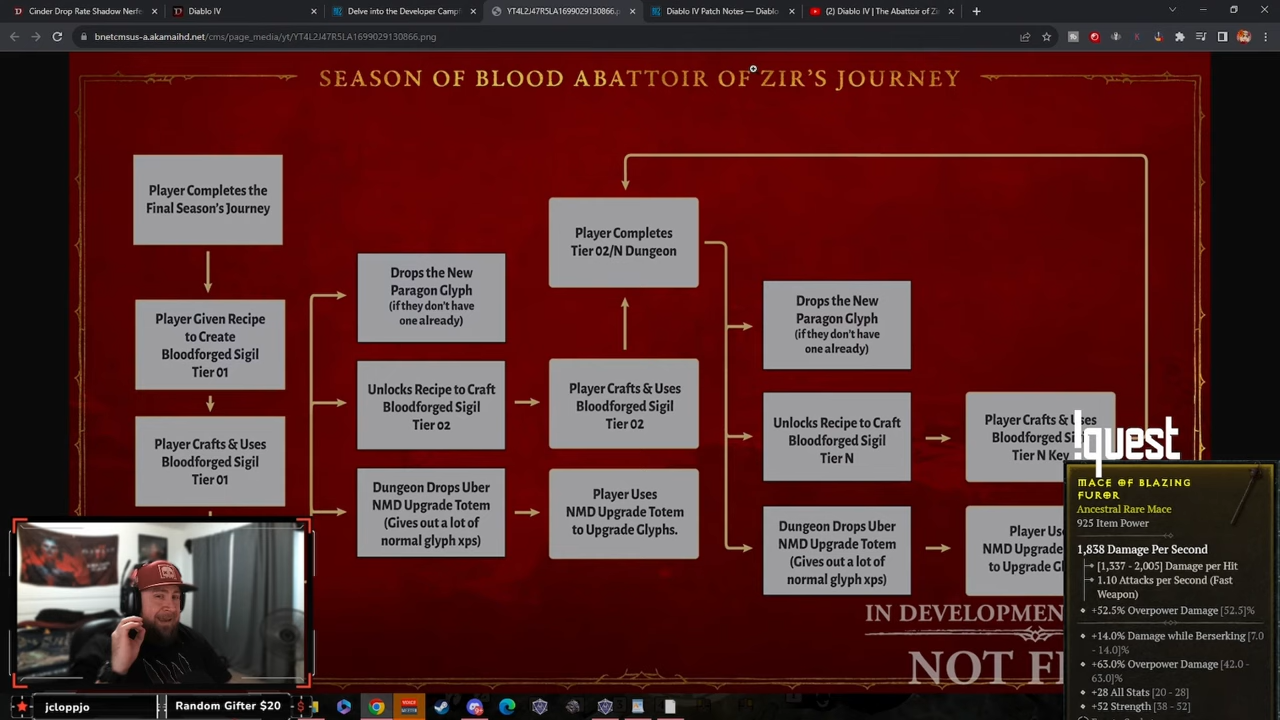 Cinder Drop Rate Shadow Nerfe
Diablo IV
Delve into the Developer Campf
YT4L2J47R5LA1699029130866.p
Diablo IV Patch Notes — Diablo
(2) Diablo IV | The Abattoir of Zi
bnetcmsus-a.akamaihd.net/cms/page_media/yt/YT4L2J47R5LA1699029130866.png
SEASON OF BLOOD ABATTOIR OF ZIR'S JOURNEY
Player Completes the
Final Season's Journey
Player Given Recipe
to Create
Bloodforged Sigil
Tier 01
Player Crafts & Uses
Bloodforged Sigil
Tier 01
Drops the New
Paragon Glyph
(if they don't have
one already)
Unlocks Recipe to Craft
Bloodforged Sigil
Tier 02
Dungeon Drops Uber
NMD Upgrade Totem
(Gives out a lot of
normal glyph xps)
Player Completes
Tier 02/N Dungeon
Player Crafts & Uses
Bloodforged Sigil
Tier 02
Player Uses
NMD Upgrade Totem
to Upgrade Glyphs.
Drops the New
Paragon Glyph
(if they don't have
one already)
Unlocks Recipe to Craft
Bloodforged Sigil
Tier N
Dungeon Drops Uber
NMD Upgrade Totem
(Gives out a lot of
normal glyph xps)
Player Crafts & Uses
Bloodforged Si
Tier N Key
Player Use
NMD Upgrade
to Upgrade Gl
IN DEVELOPMEN
NOT F
!quest
MACE OF BLAZING
FUROR
Ancestral Rare Mace
925 Item Power
1,838 Damage Per Second
[1,337 - 2,005] Damage per Hit
1.10 Attacks per Second (Fast
Weapon)
+52.5% Overpower Damage [52.5]%
+14.0% Damage while Berserking [7.0
- 14.0]%
+63.0% Overpower Damage [42.0 -
63.0]%
+28 All Stats [20 - 28]
+52 Strength [38 - 52]
jcloppjo
Random Gifter $20